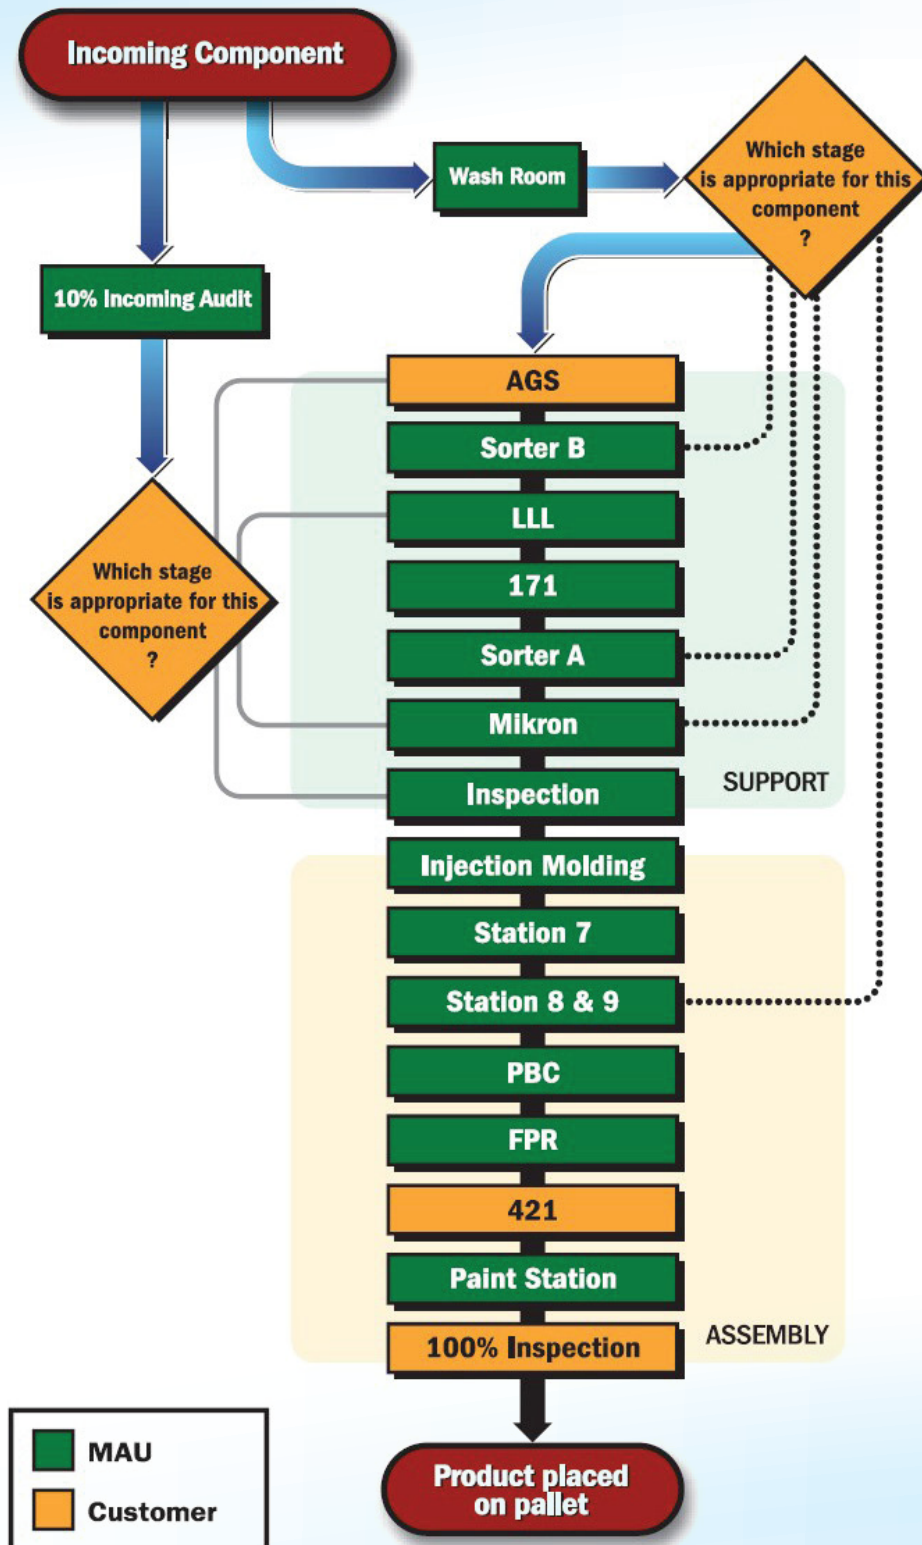 Incoming Component
Wash Room
Which stage
is appropriate for this
component
?
10% Incoming Audit
AGS
Sorter B
LLL
Which stage
is appropriate for this
component
?
171
Sorter A
Mikron
SUPPORT
Inspection
Injection Molding
Station 7
Station 8 & 9
PBC
FPR
421
Paint Station
ASSEMBLY
100% Inspection
MAU
Customer
Product placed
on pallet